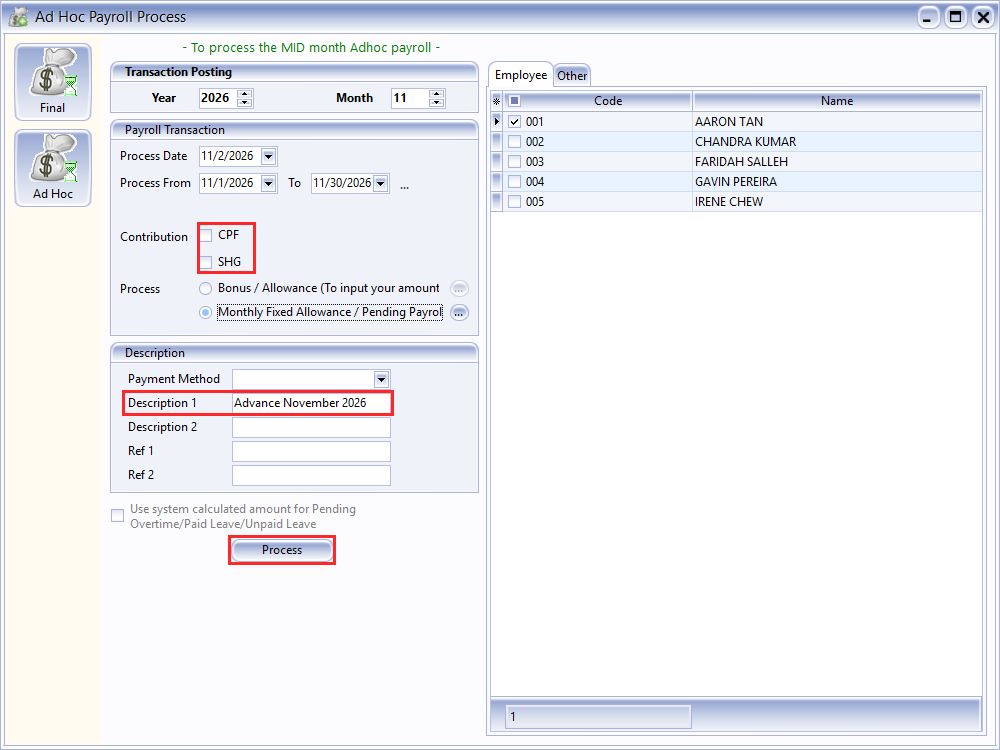 Ad Hoc Payroll Process
Final
Ad Hoc
- To process the MID month Adhoc payroll -
Transaction Posting
Year 2026 Month 11
Payroll Transaction
Process Date 11/2/2026
Process From 11/1/2026 To 11/30/2026 ...
Contribution CPF
SHG
Process Bonus / Allowance (To input your amount ...
Monthly Fixed Allowance / Pending Payrol ...
Description
Payment Method
Description 1 Advance November 2026
Description 2
Ref 1
Ref 2
Use system calculated amount for Pending
Overtime/Paid Leave/Unpaid Leave
Process
Employee Other
Code Name
001 AARON TAN
002 CHANDRA KUMAR
003 FARIDAH SALLEH
004 GAVIN PEREIRA
005 IRENE CHEW
1